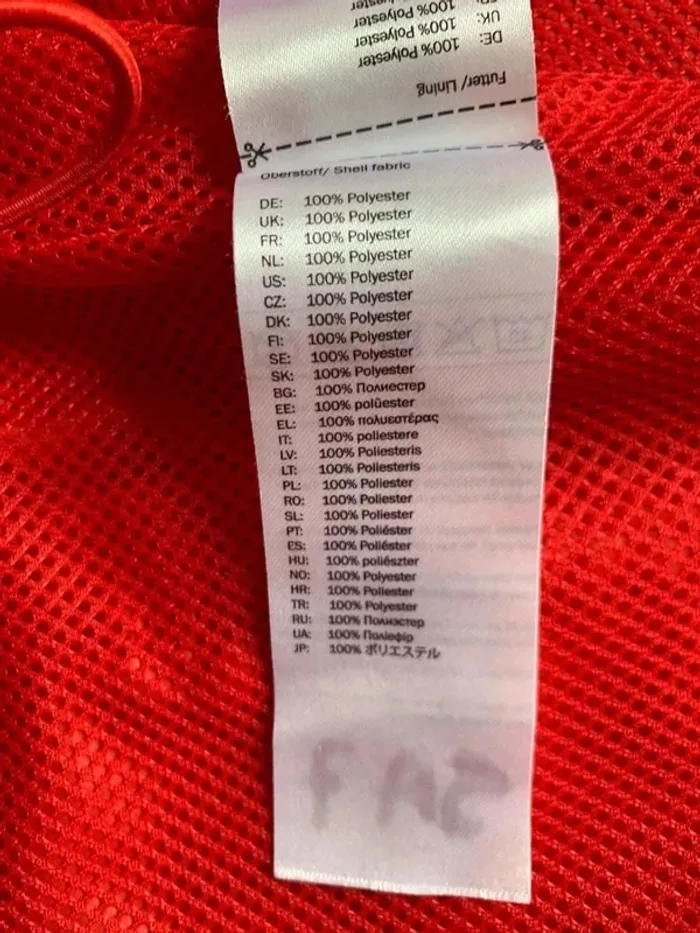 100% Polyester
UK: 100% Polyester
DE: 100% Polyester
Futter/ Lining
Oberstoff/ Shell fabric
DE: 100% Polyester
UK: 100% Polyester
FR: 100% Polyester
NL: 100% Polyester
US: 100% Polyester
CZ: 100% Polyester
DK: 100% Polyester
FI: 100% Polyester
SE: 100% Polyester
SK: 100% Polyester
BG: 100% Полиестер
EE: 100% polüester
EL: 100% πολυεστέρας
IT: 100% poliestere
LV: 100% Poliesteris
LT: 100% Poliesteris
PL: 100% Poliester
RO: 100% Poliester
SL: 100% Poliester
PT: 100% Poliéster
ES: 100% Poliéster
HU: 100% poliészter
NO: 100% Polyester
HR: 100% Poliester
TR: 100% Polyester
RU: 100% Полиэстер
UA: 100% Поліефір
JP: 100% ポリエステル